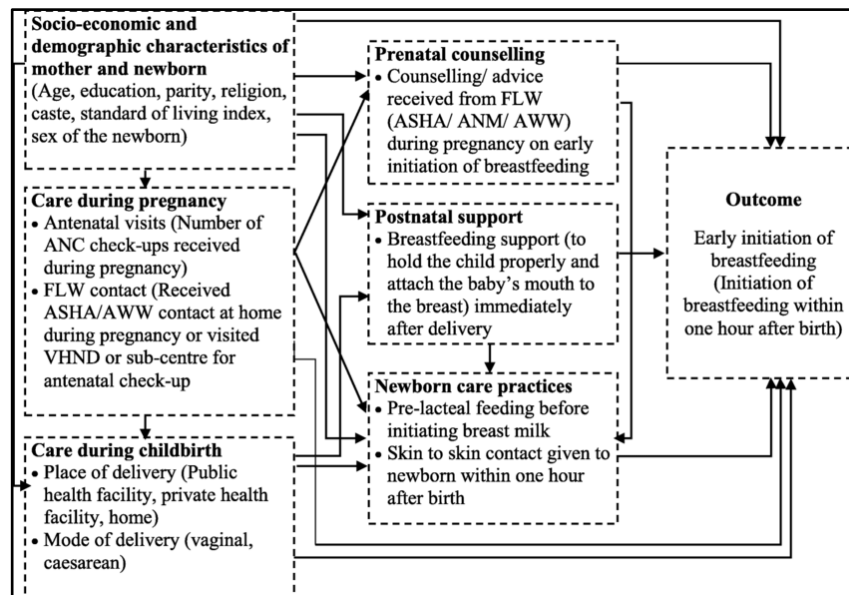 Socio-economic and
demographic characteristics of
mother and newborn
(Age, education, parity, religion,
caste, standard of living index,
sex of the newborn)
Care during pregnancy
• Antenatal visits (Number of
ANC check-ups received
during pregnancy)
• FLW contact (Received
ASHA/AWW contact at home
during pregnancy or visited
VHND or sub-centre for
antenatal check-up
Care during childbirth
• Place of delivery (Public
health facility, private health
facility, home)
• Mode of delivery (vaginal,
caesarean)
Prenatal counselling
• Counselling/ advice
received from FLW
(ASHA/ ANM/ AWW)
during pregnancy on early
initiation of breastfeeding
Postnatal support
• Breastfeeding support (to
hold the child properly and
attach the baby’s mouth to
the breast) immediately
after delivery
Newborn care practices
• Pre-lacteal feeding before
initiating breast milk
• Skin to skin contact given to
newborn within one hour
after birth
Outcome
Early initiation of
breastfeeding
(Initiation of
breastfeeding within
one hour after birth)